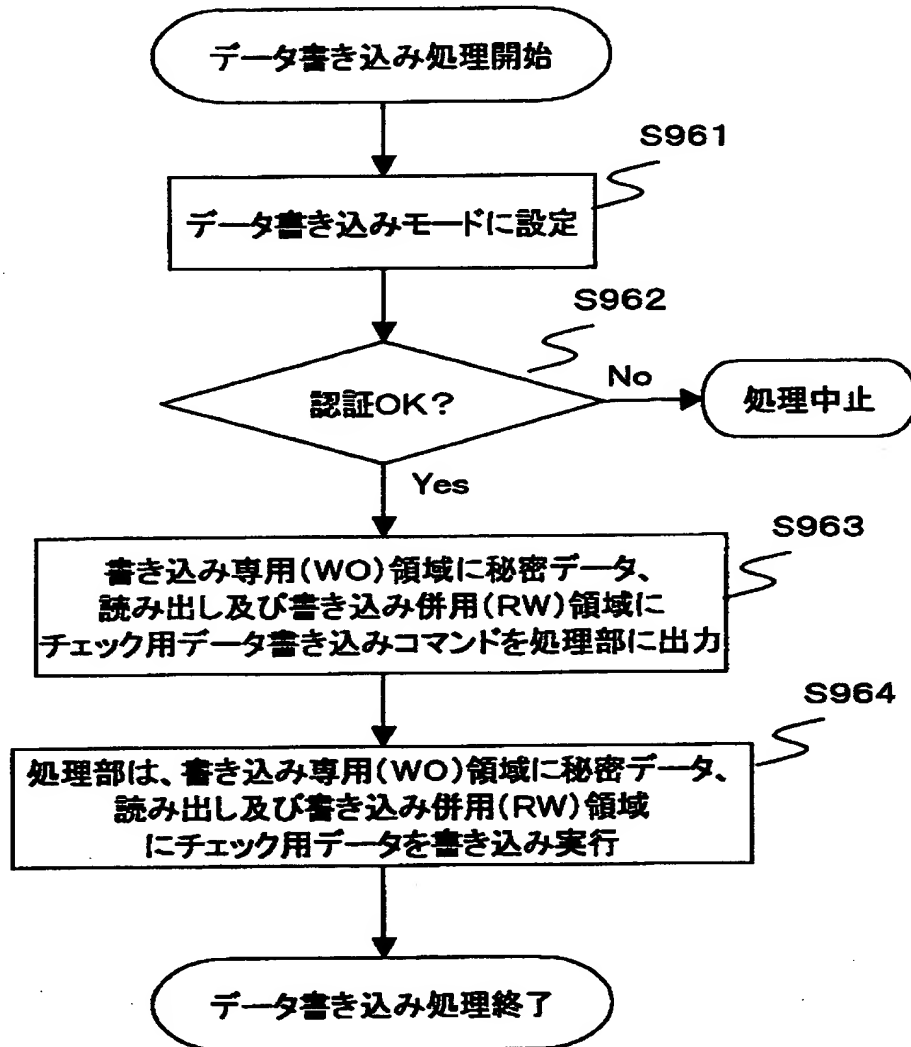 データ書き込み処理開始
S961
データ書き込みモードに設定
S962
認証OK?
No
処理中止
Yes
S963
書き込み専用(WO)領域に秘密データ、
読み出し及び書き込み併用(RW)領域に
チェック用データ書き込みコマンドを処理部に出力
S964
処理部は、書き込み専用(WO)領域に秘密データ、
読み出し及び書き込み併用(RW)領域
にチェック用データを書き込み実行
データ書き込み処理終了